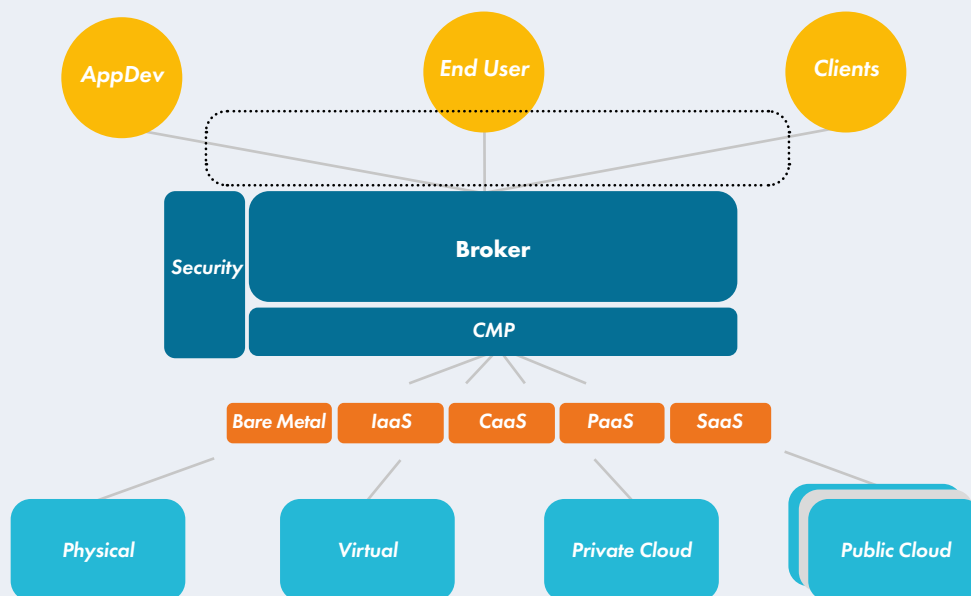 AppDev
End User
Clients
Security
Broker
CMP
Bare Metal
IaaS
CaaS
PaaS
SaaS
Physical
Virtual
Private Cloud
Public Cloud